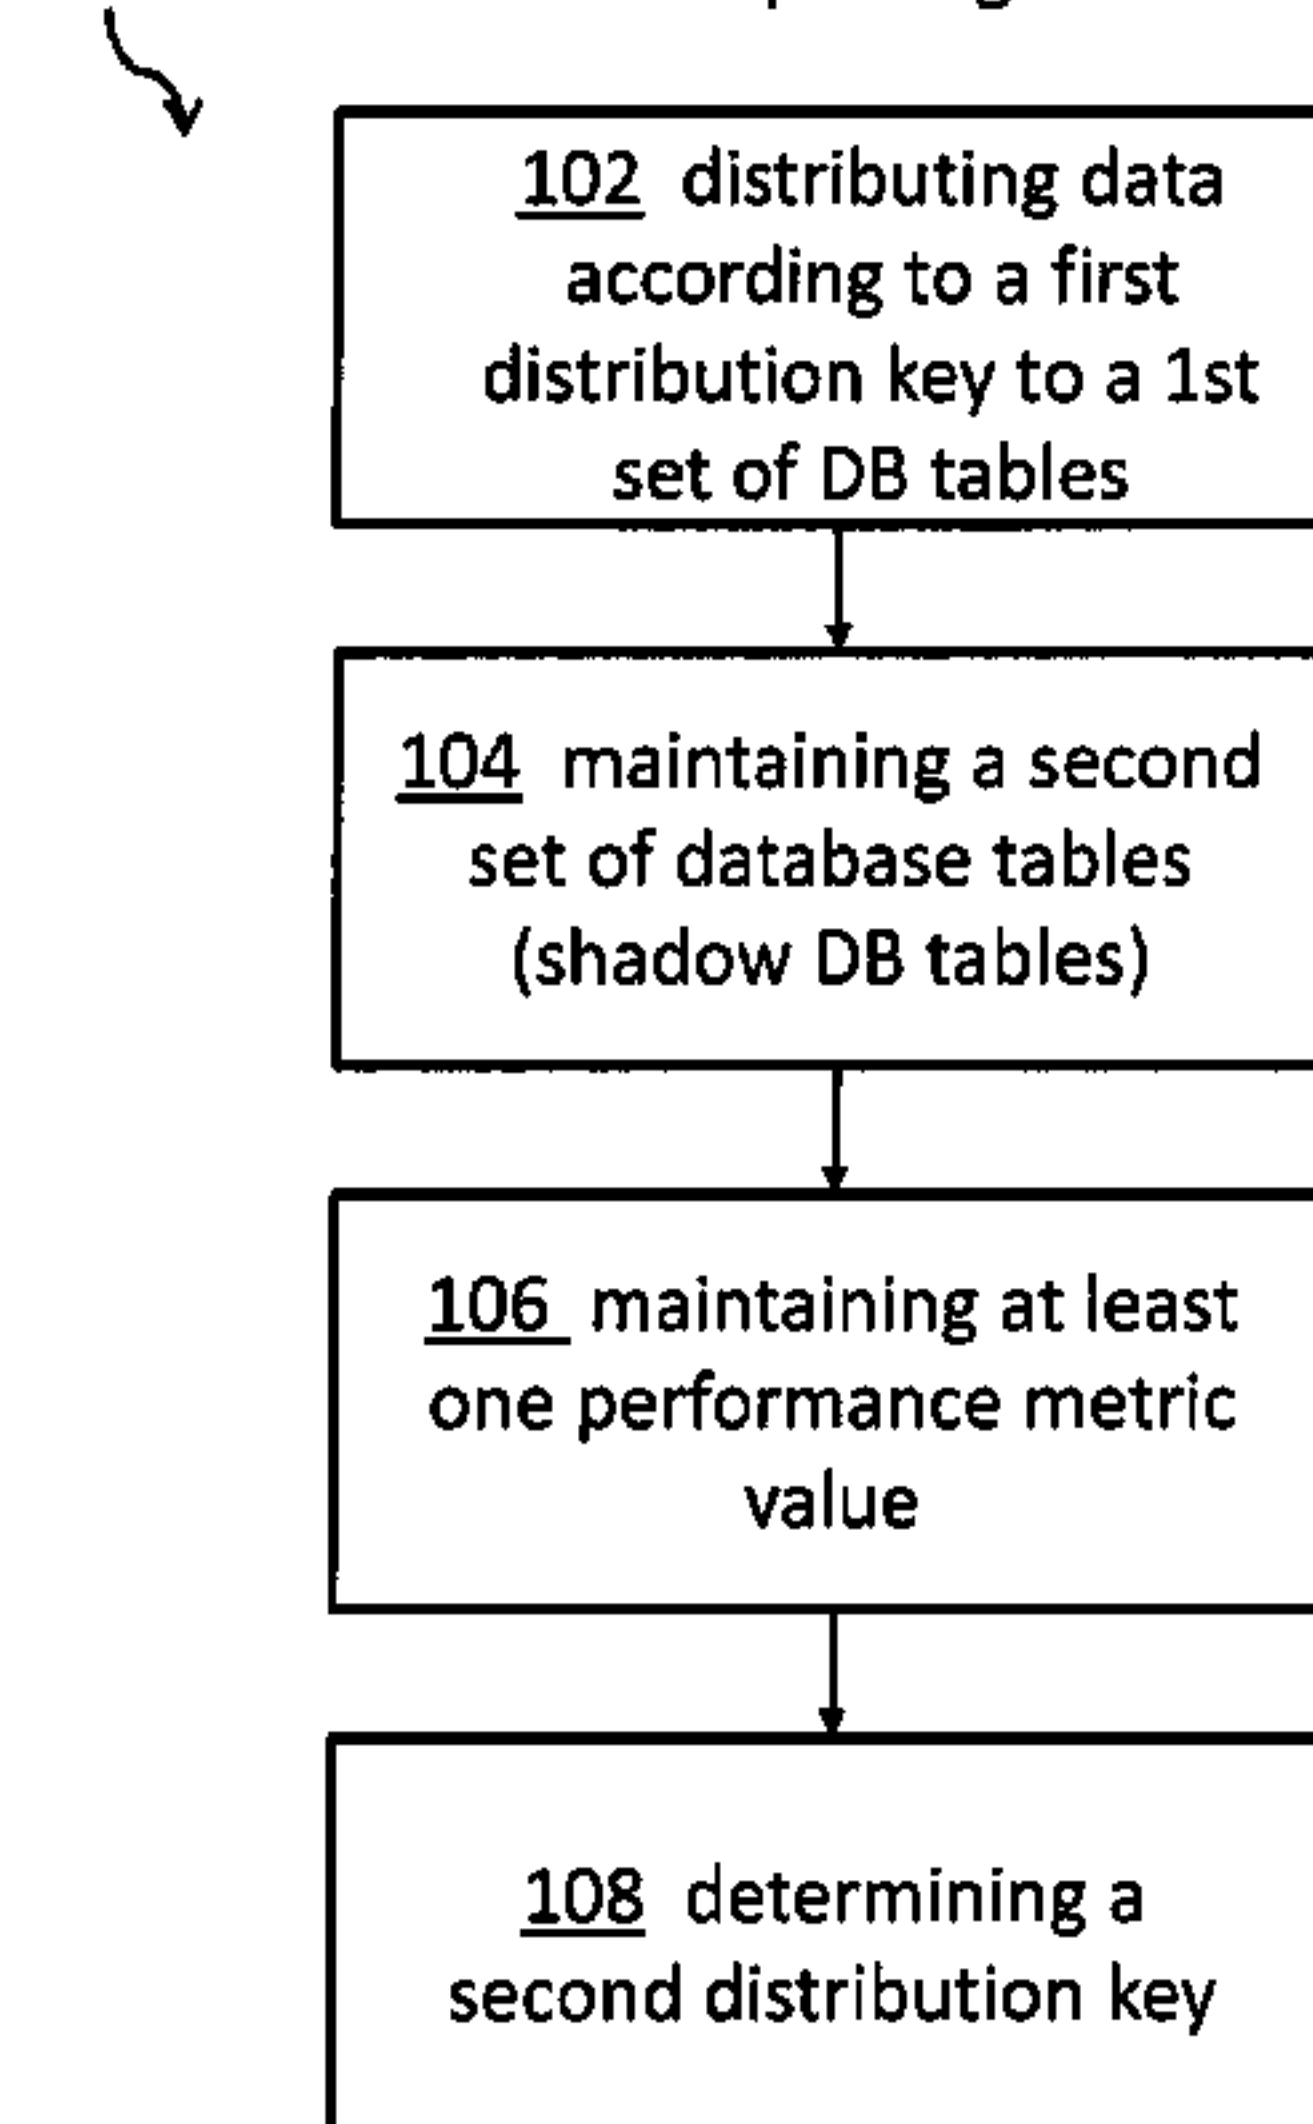 102 distributing data
according to a first
distribution key to a 1st
set of DB tables
104 maintaining a second
set of database tables
(shadow DB tables)
106 maintaining at least
one performance metric
value
108 determining a
second distribution key